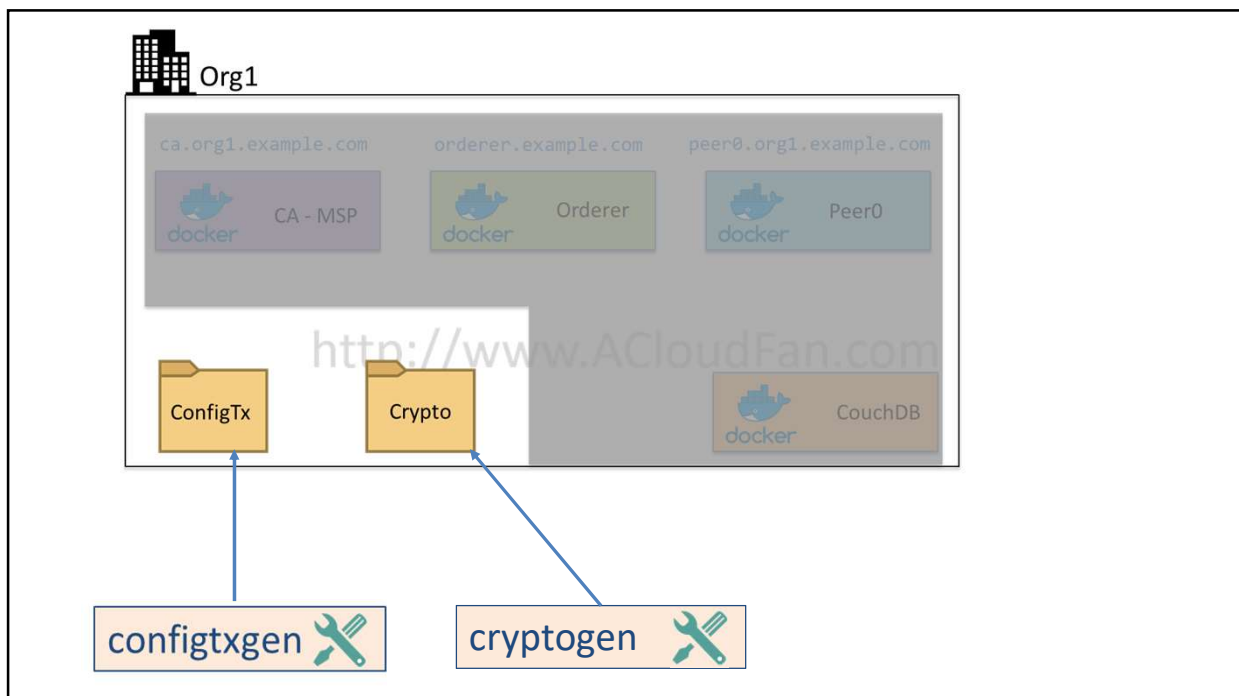 Org1
ca.org1.example.com
orderer.example.com
peer0.org1.example.com
docker
CA - MSP
docker
Orderer
docker
Peer0
http://www.ACloudFan.com
ConfigTx
Crypto
docker
CouchDB
configtxgen
cryptogen